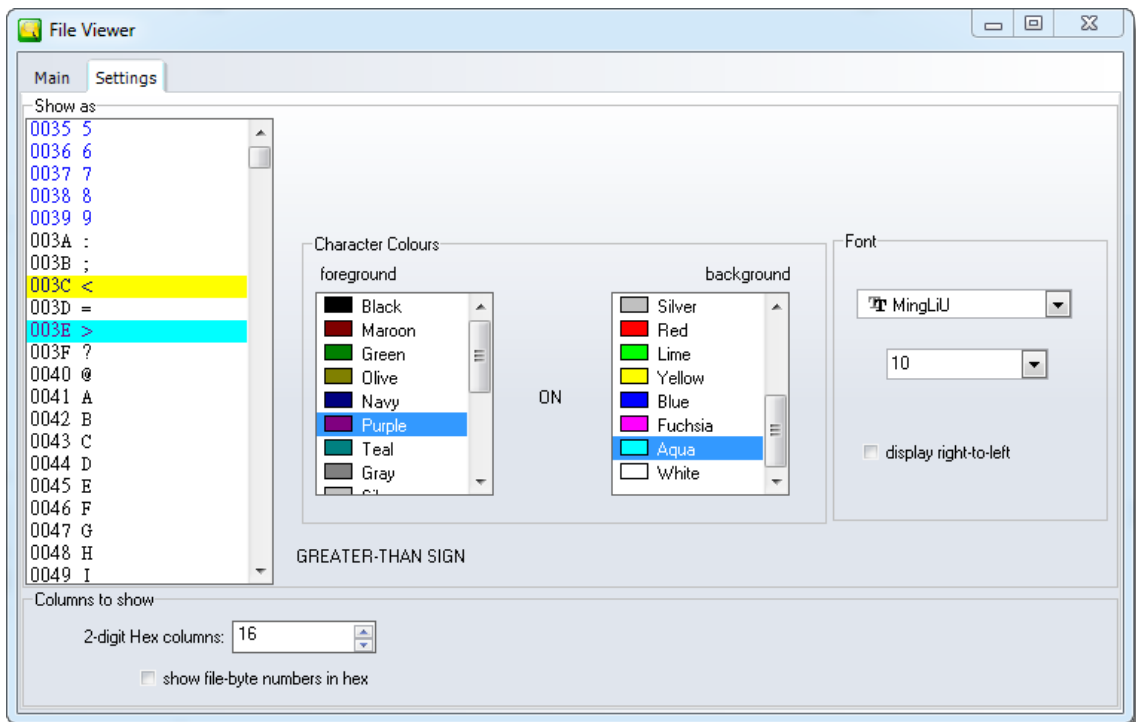 File Viewer
Main Settings
Show as
0035 5
0036 6
0037 7
0038 8
0039 9
003A :
003B ;
003C <
003D =
003E >
003F ?
0040 @
0041 A
0042 B
0043 C
0044 D
0045 E
0046 F
0047 G
0048 H
0049 I
Character Colours
foreground
Black
Maroon
Green
Olive
Navy
Purple
Teal
Gray
ON
background
Silver
Red
Lime
Yellow
Blue
Fuchsia
Aqua
White
Font
MingLiU
10
display right-to-left
GREATER-THAN SIGN
Columns to show
2-digit Hex columns: 16
show file-byte numbers in hex